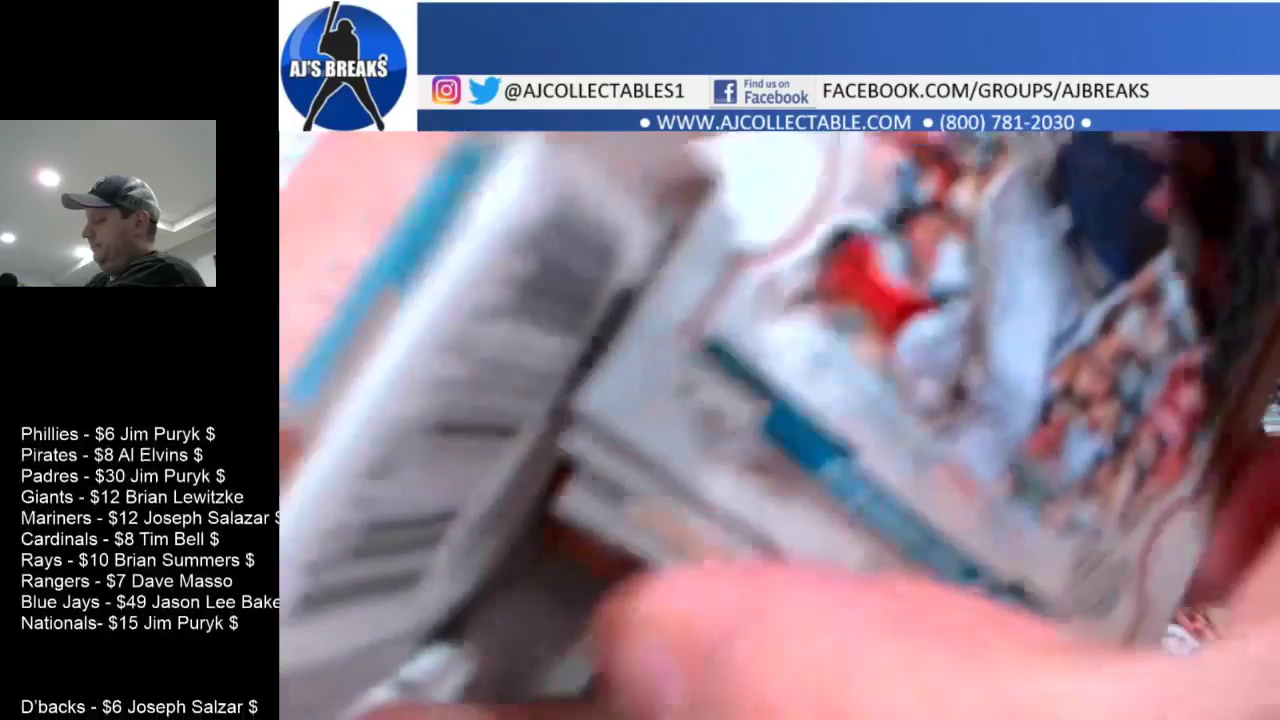 AJ'S BREAKS
@AJCOLLECTABLES1
Find us on
Facebook
FACEBOOK.COM/GROUPS/AJBREAKS
• WWW.AJCOLLECTABLE.COM • (800) 781-2030 •
Phillies - $6 Jim Puryk $
Pirates - $8 Al Elvins $
Padres - $30 Jim Puryk $
Giants - $12 Brian Lewitzke
Mariners - $12 Joseph Salazar $
Cardinals - $8 Tim Bell $
Rays - $10 Brian Summers $
Rangers - $7 Dave Masso
Blue Jays - $49 Jason Lee Bake
Nationals- $15 Jim Puryk $
D'backs - $6 Joseph Salzar $